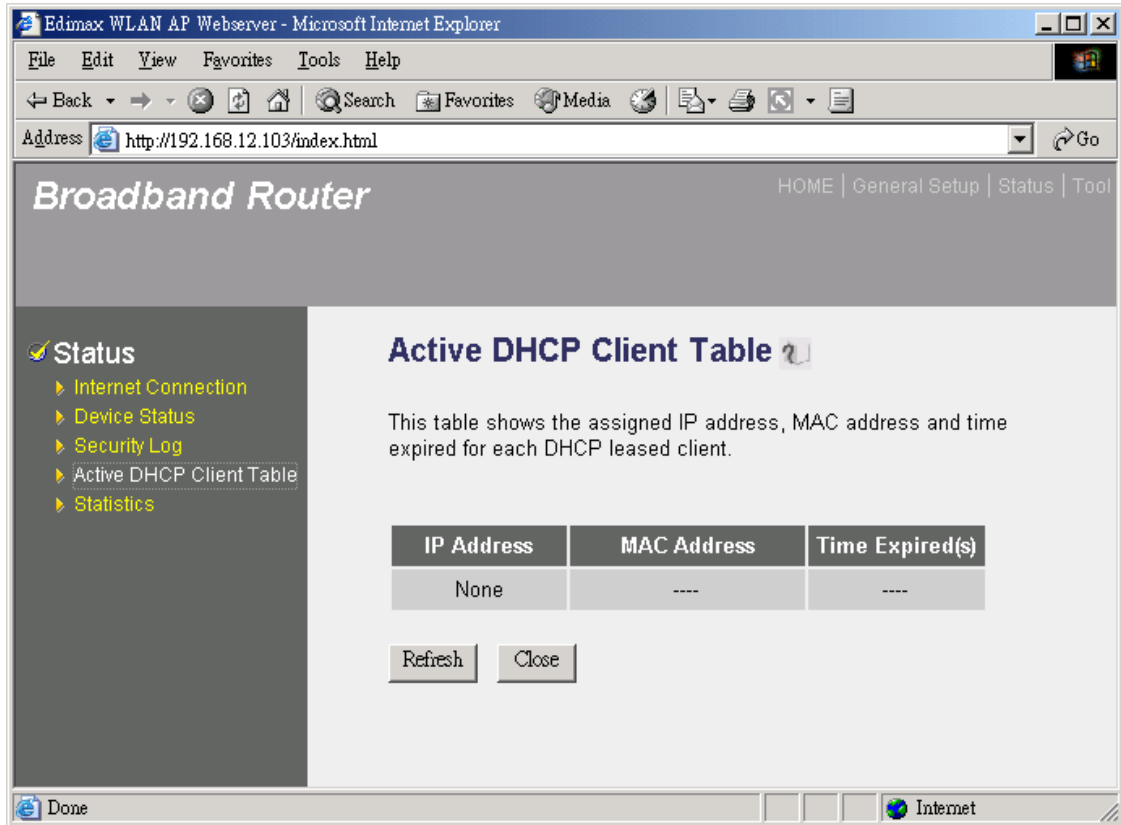 Edimax WLAN AP Webserver - Microsoft Internet Explorer
File Edit View Favorites Tools Help
Back Search Favorites Media
Address http://192.168.12.103/index.html Go
Broadband Router
HOME | General Setup | Status | Tool
Status
Internet Connection
Device Status
Security Log
Active DHCP Client Table
Statistics
Active DHCP Client Table
This table shows the assigned IP address, MAC address and time
expired for each DHCP leased client.
IP Address MAC Address Time Expired(s)
None ---- ----
Refresh Close
Done Internet